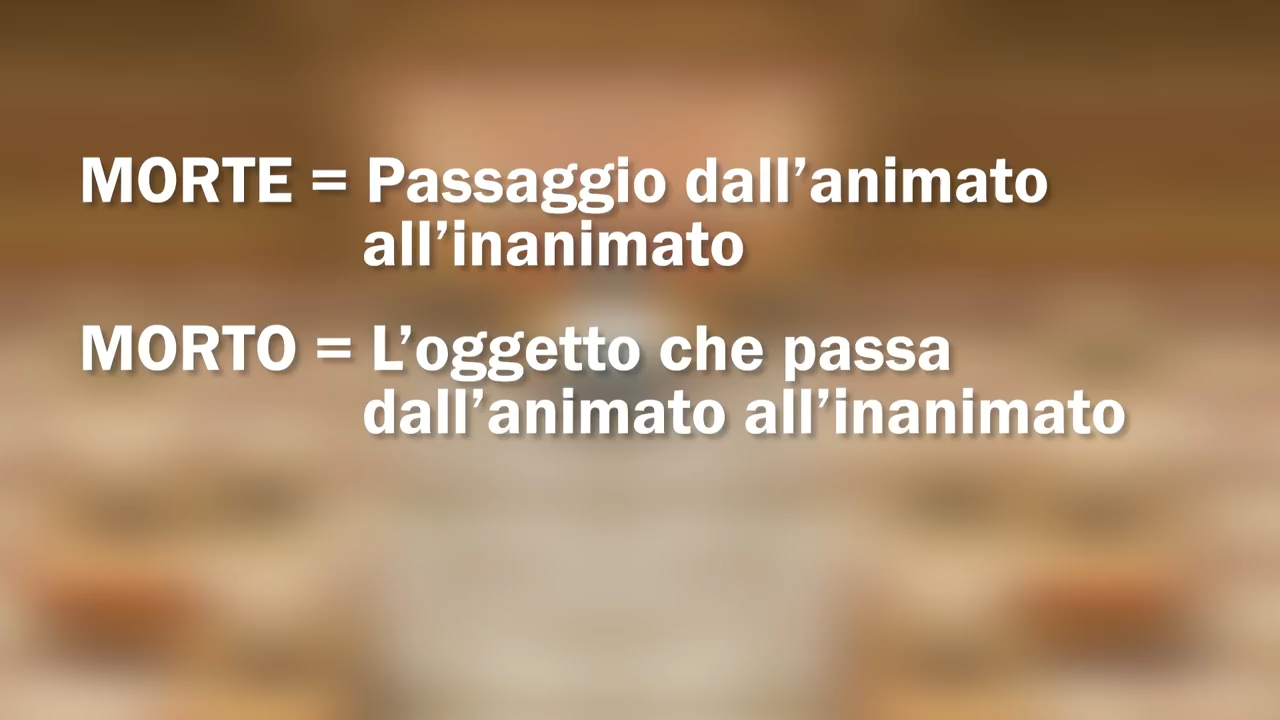 MORTE = Passaggio dall’animato
all’inanimato
MORTO = L’oggetto che passa
dall’animato all’inanimato